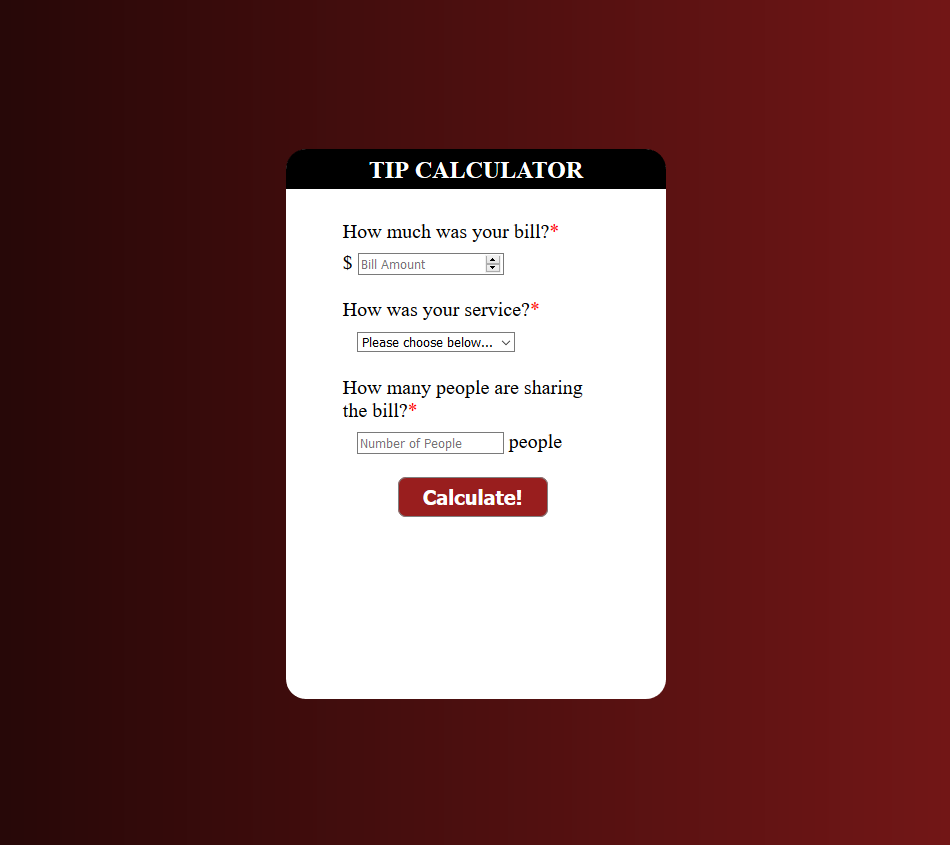 TIP CALCULATOR
How much was your bill?*
$ Bill Amount
How was your service?*
Please choose below...
How many people are sharing
the bill?*
Number of People people
Calculate!